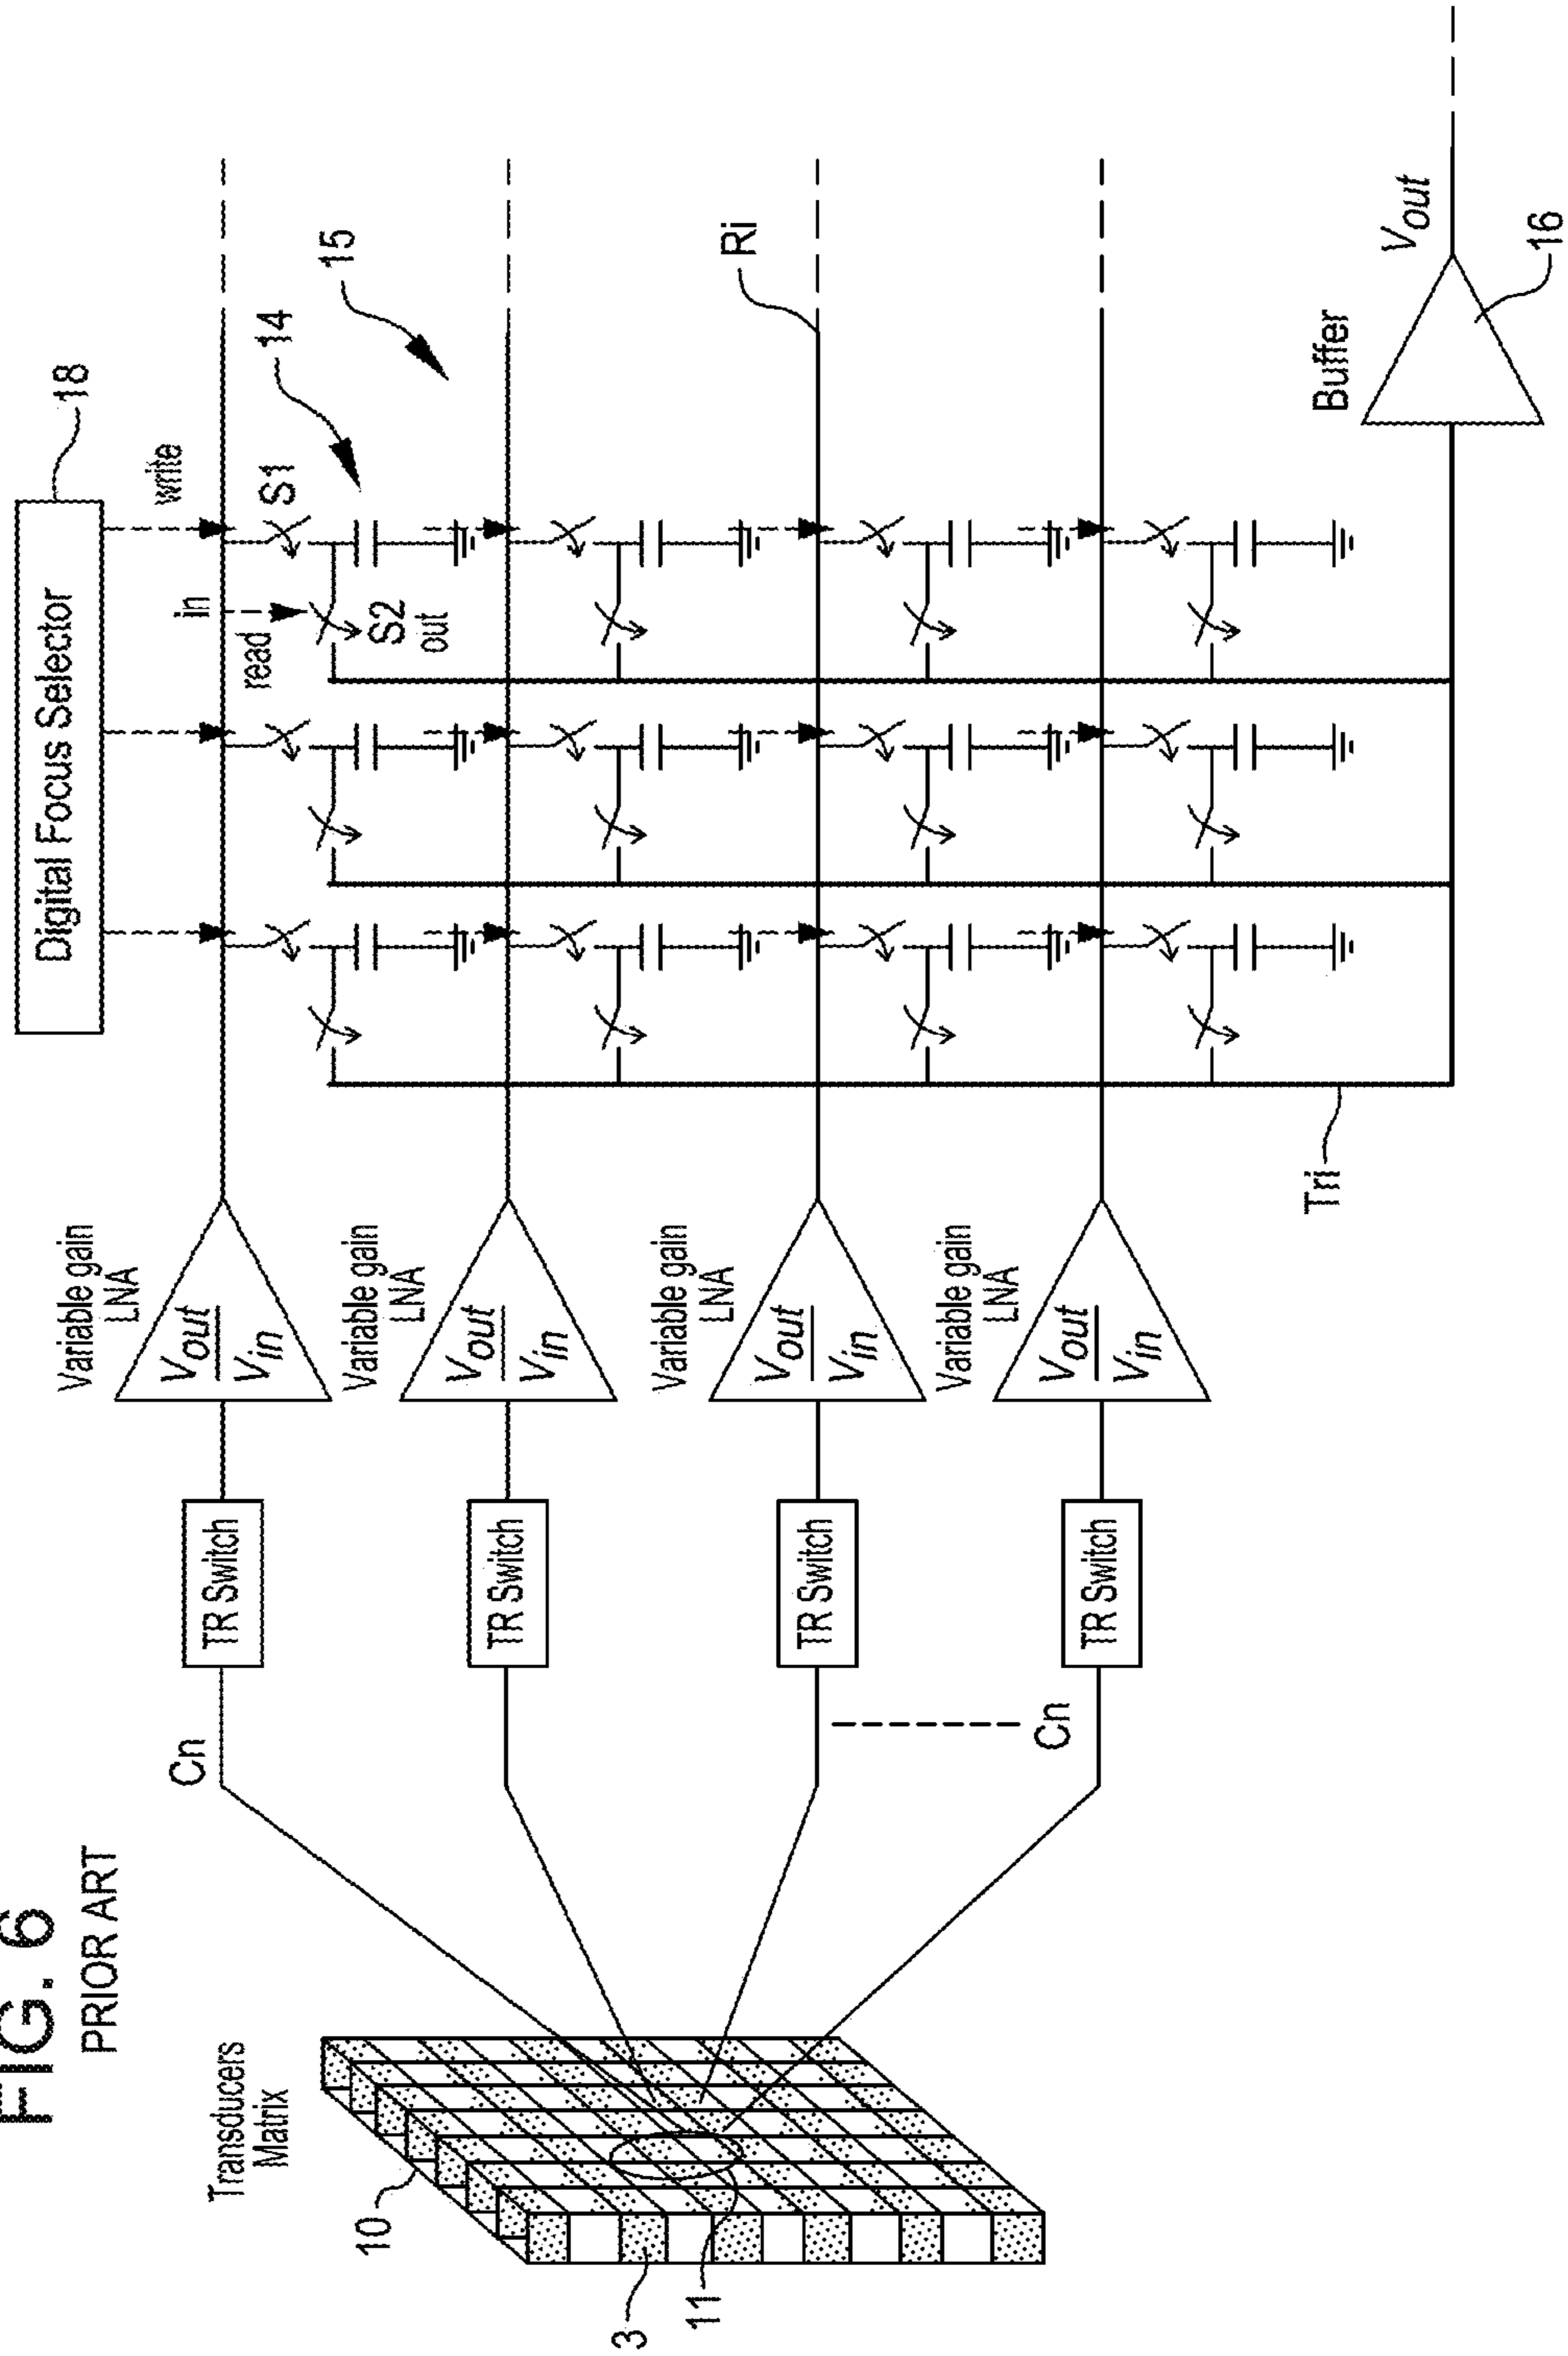 FIG. 6
PRIOR ART
Transducers
Matrix
10
3
11
Cn
Cn
TR Switch
TR Switch
TR Switch
TR Switch
Variable gain
LNA
Vout
Vin
Variable gain
LNA
Vout
Vin
Variable gain
LNA
Vout
Vin
Variable gain
LNA
Vout
Vin
Digital Focus Selector
18
write
in
read
S1
S2
out
14
15
Ri
Tri
Buffer
Vout
16